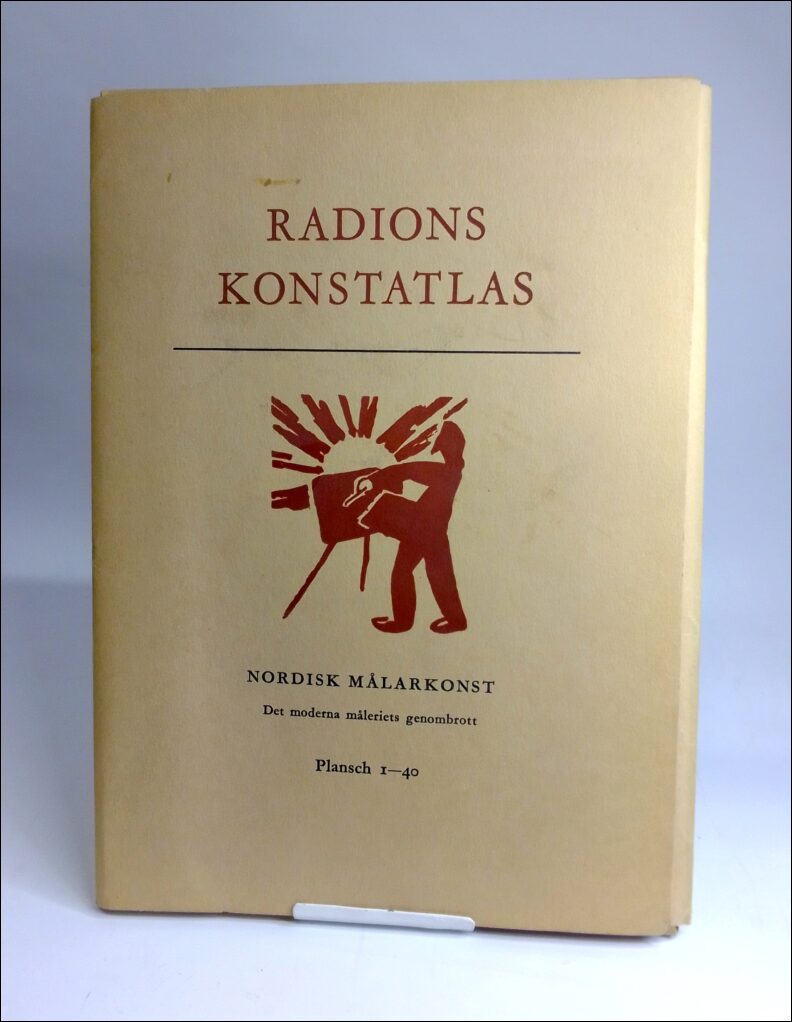 RADIONS
KONSTATLAS
NORDISK MÅLARKONST
Det moderna måleriets genombrott
Plansch 1—40